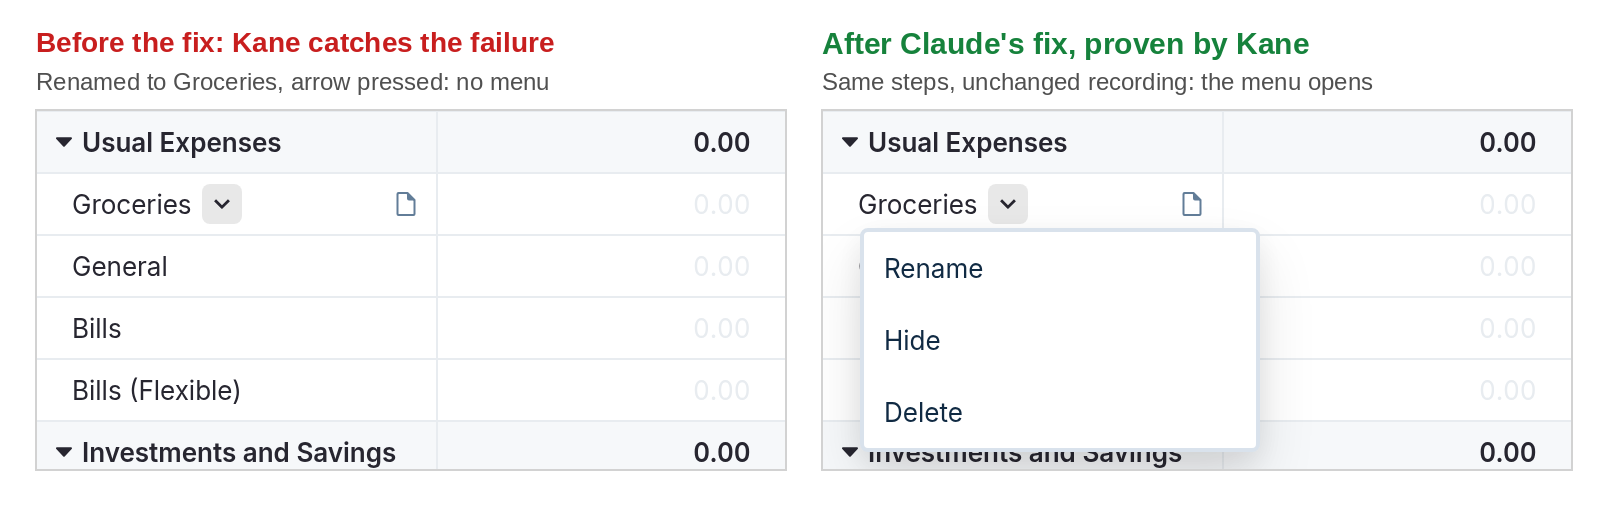 Before the fix: Kane catches the failure
Renamed to Groceries, arrow pressed: no menu
Usual Expenses 0.00
Groceries 0.00
General 0.00
Bills 0.00
Bills (Flexible) 0.00
Investments and Savings 0.00
After Claude's fix, proven by Kane
Same steps, unchanged recording: the menu opens
Usual Expenses 0.00
Groceries 0.00
Rename 0.00
Hide 0.00
Delete 0.00
Investments and Savings 0.00